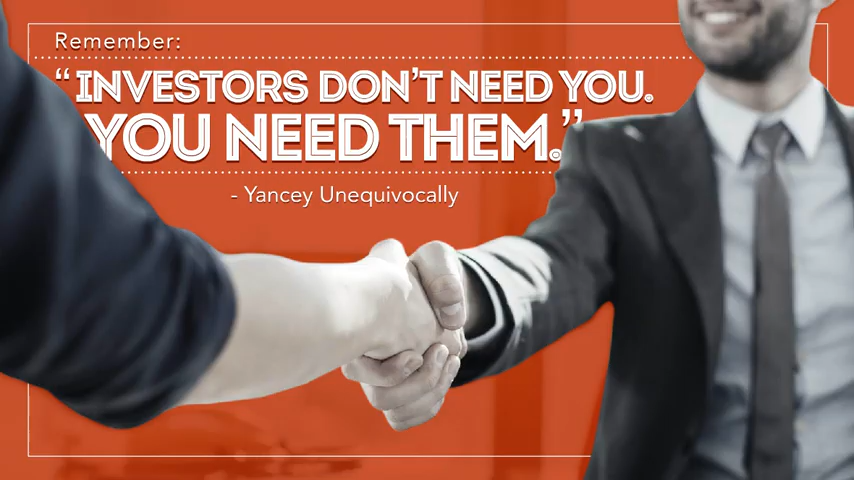 Remember:
“INVESTORS DON’T NEED YOU.
YOU NEED THEM.”
- Yancey Unequivocally